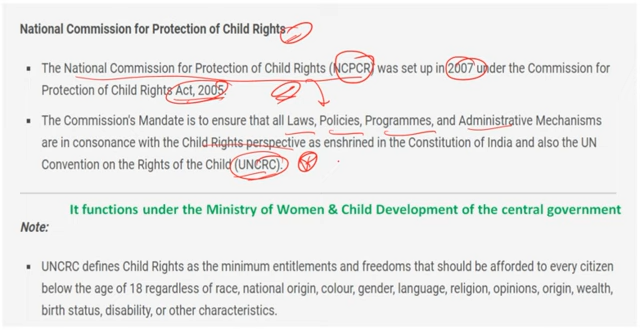 National Commission for Protection of Child Rights
▪ The National Commission for Protection of Child Rights (NCPCR) was set up in 2007 under the Commission for
Protection of Child Rights Act, 2005.
▪ The Commission's Mandate is to ensure that all Laws, Policies, Programmes, and Administrative Mechanisms
are in consonance with the Child Rights perspective as enshrined in the Constitution of India and also the UN
Convention on the Rights of the Child (UNCRC).
It functions under the Ministry of Women & Child Development of the central government
Note:
▪ UNCRC defines Child Rights as the minimum entitlements and freedoms that should be afforded to every citizen
below the age of 18 regardless of race, national origin, colour, gender, language, religion, opinions, origin, wealth,
birth status, disability, or other characteristics.